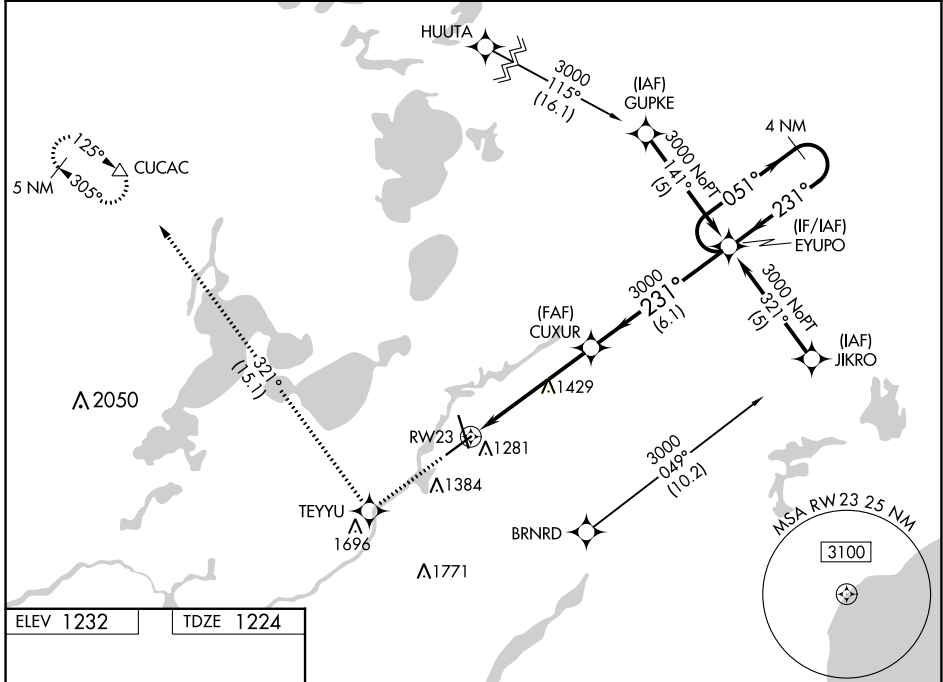 HUUTA
3000
115°
(16.1)
(IAF)
GUPKE
4 NM
3000 NoPT
141°
(5)
051°
231°
(IF/IAF)
EYUPO
125°
305°
5 NM
CUCAC
3000
231°
(6.1)
3000 NoPT
321°
(5)
(FAF)
CUXUR
(IAF)
JIKRO
321°
(15.1)
2050
1429
RW23
1281
1384
3000
049°
(10.2)
TEYYU
1696
BRNRD
1771
MSA RW23 25 NM
3100
ELEV 1232
TDZE 1224